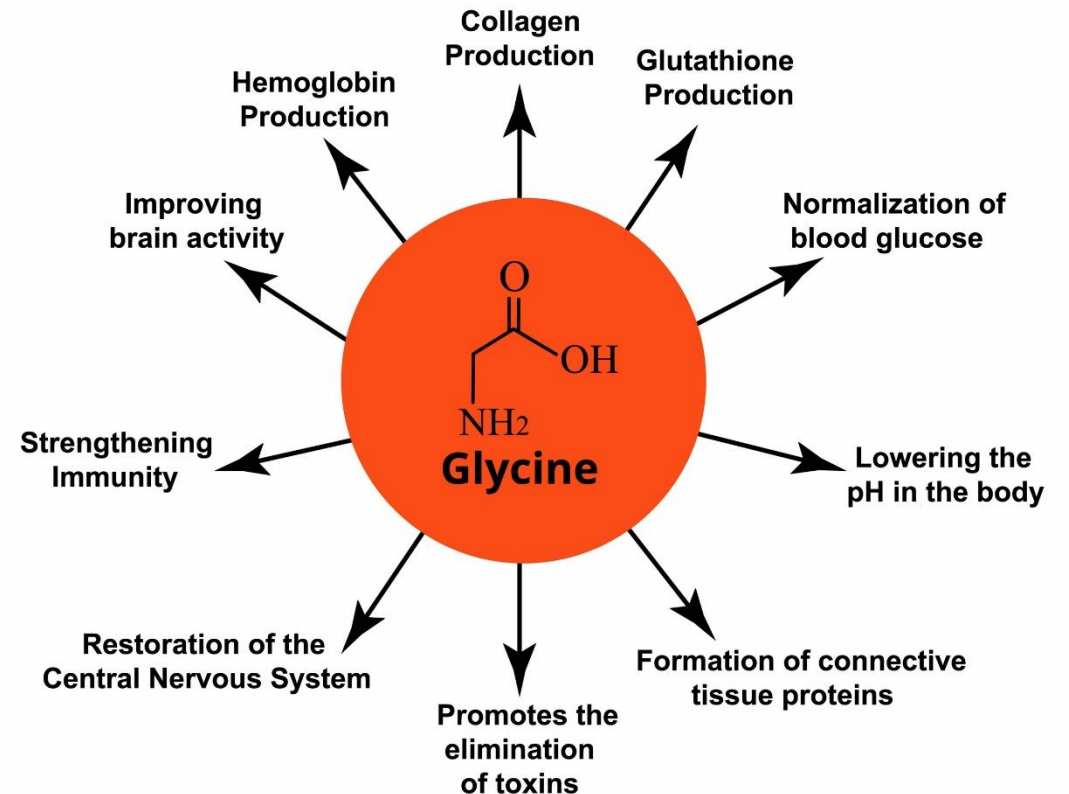 Collagen
Production
Glutathione
Production
Hemoglobin
Production
Improving
brain activity
Normalization of
blood glucose
O
OH
NH2
Glycine
Strengthening
Immunity
Lowering the
pH in the body
Restoration of the
Central Nervous System
Formation of connective
tissue proteins
Promotes the
elimination
of toxins